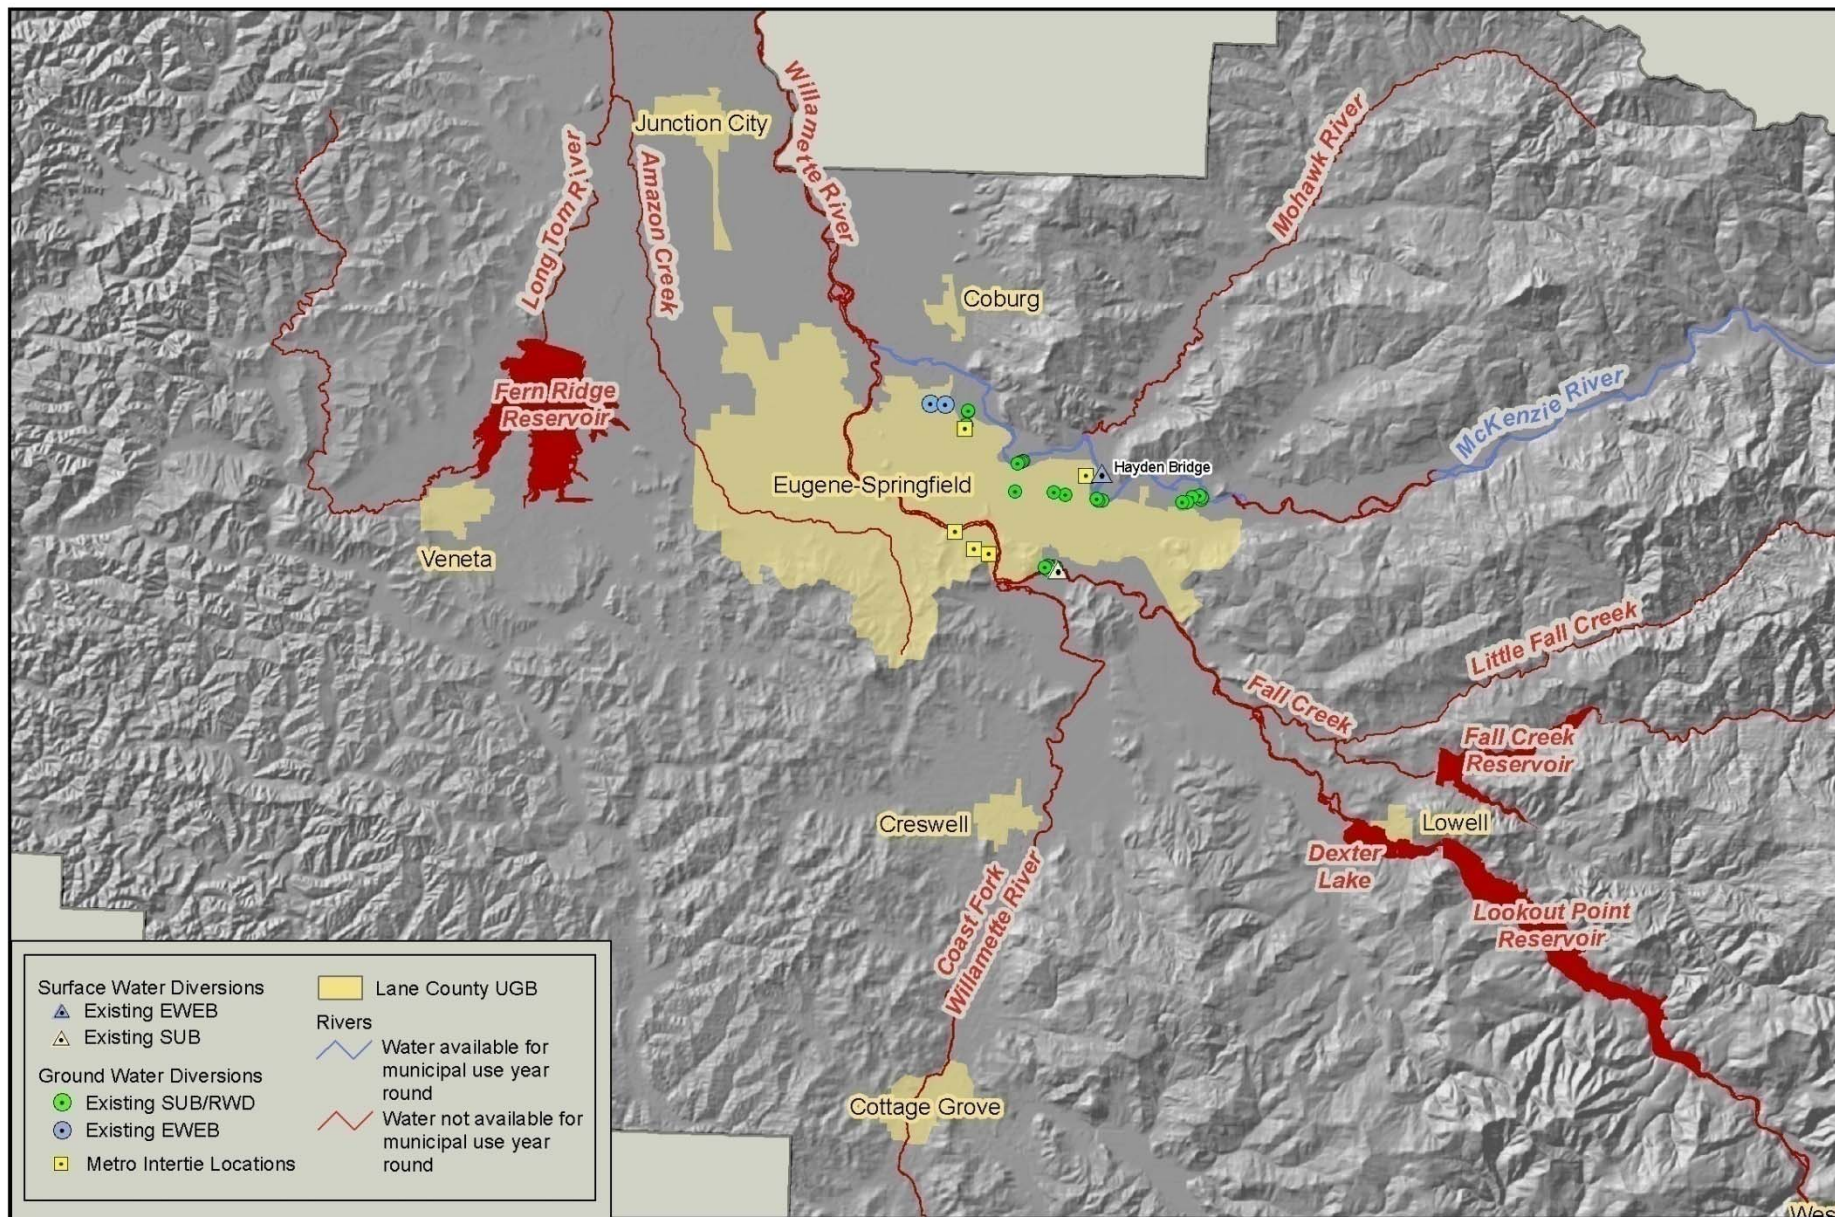 Willamette River
Junction City
Mohawk River
Long Tom River
Amazon Creek
Coburg
Fern Ridge
Reservoir
McKenzie River
Hayden Bridge
Eugene-Springfield
Veneta
Little Fall Creek
Fall Creek
Fall Creek
Reservoir
Creswell
Lowell
Dexter
Lake
Coast Fork
Willamette River
Lookout Point
Reservoir
Cottage Grove
Wes
Surface Water Diversions
Existing EWEB
Existing SUB
Ground Water Diversions
Existing SUB/RWD
Existing EWEB
Metro Intertie Locations
Lane County UGB
Rivers
Water available for
municipal use year
round
Water not available for
municipal use year
round